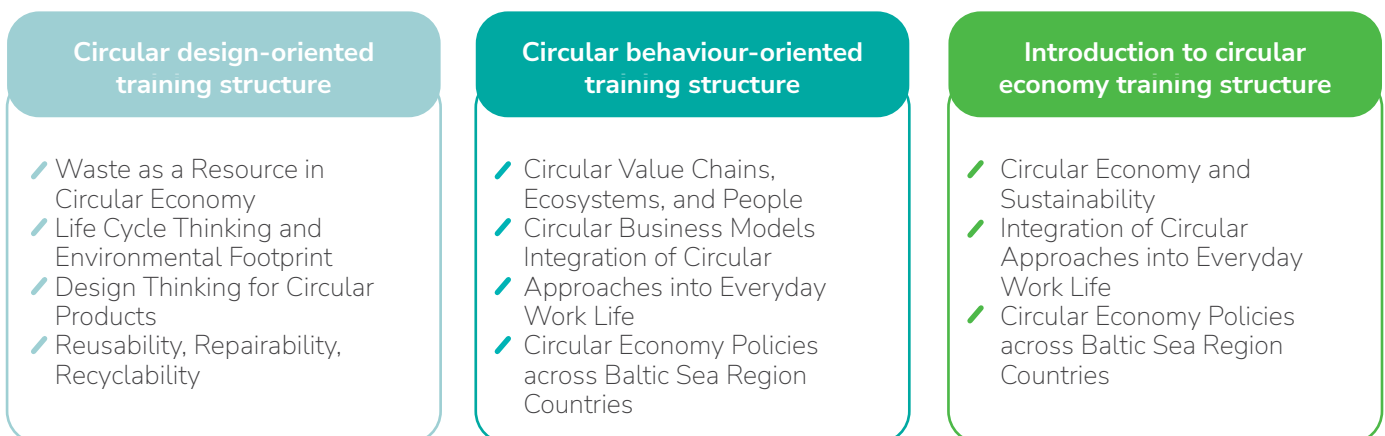 Circular design-oriented
training structure
Waste as a Resource in
Circular Economy
Life Cycle Thinking and
Environmental Footprint
Design Thinking for Circular
Products
Reusability, Repairability,
Recyclability
Circular behaviour-oriented
training structure
Circular Value Chains,
Ecosystems, and People
Circular Business Models
Integration of Circular
Approaches into Everyday
Work Life
Circular Economy Policies
across Baltic Sea Region
Countries
Introduction to circular
economy training structure
Circular Economy and
Sustainability
Integration of Circular
Approaches into Everyday
Work Life
Circular Economy Policies
across Baltic Sea Region
Countries